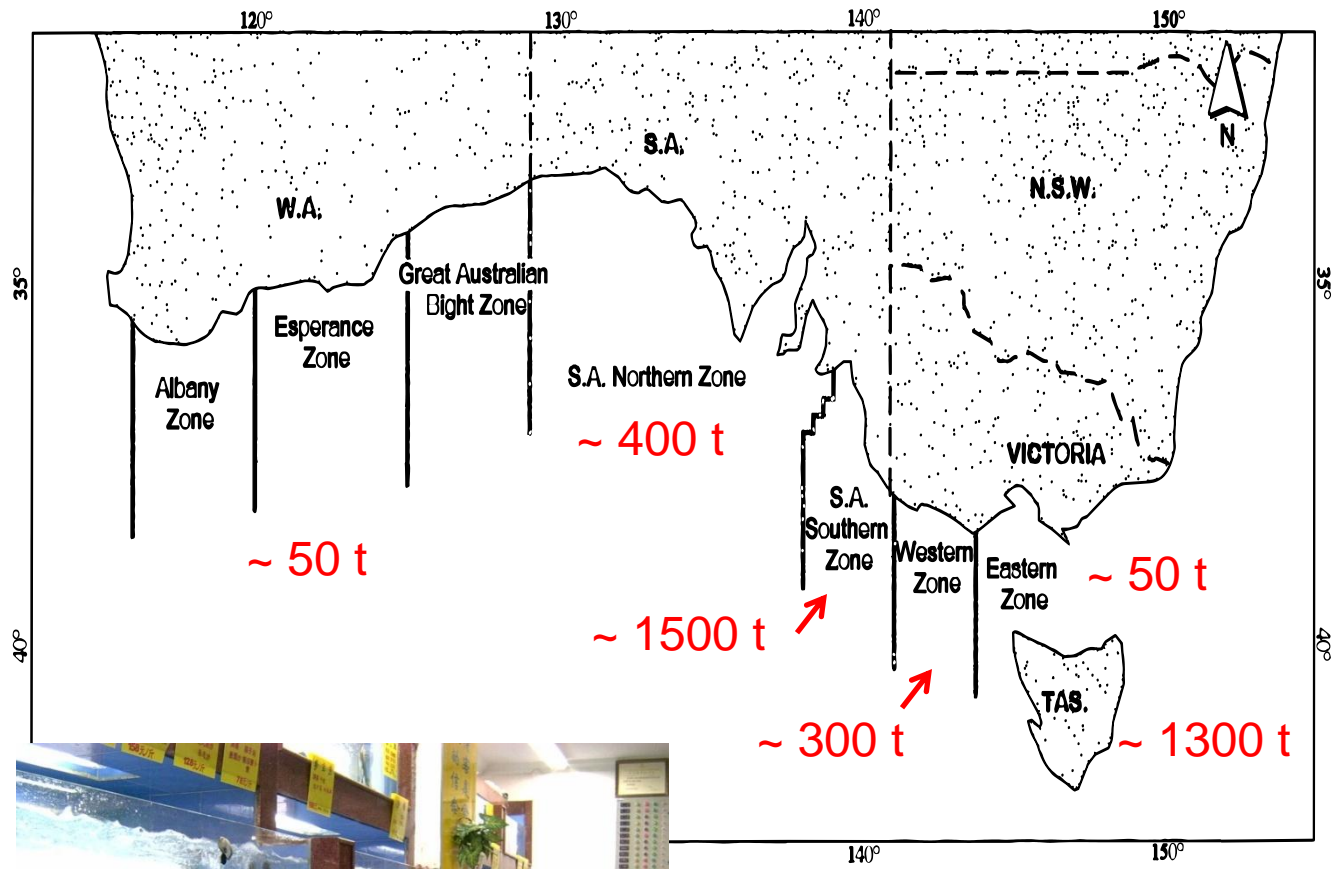 120°
130°
140°
150°
N
S.A.
W.A.
N.S.W.
35°
35°
Great Australian
Bight Zone
Esperance
Zone
Albany
Zone
S.A. Northern Zone
~ 400 t
VICTORIA
S.A.
Southern
Zone
Western
Zone
Eastern
Zone
~ 50 t
~ 50 t
~ 1500 t
40°
40°
TAS.
~ 300 t
~ 1300 t
140°
150°